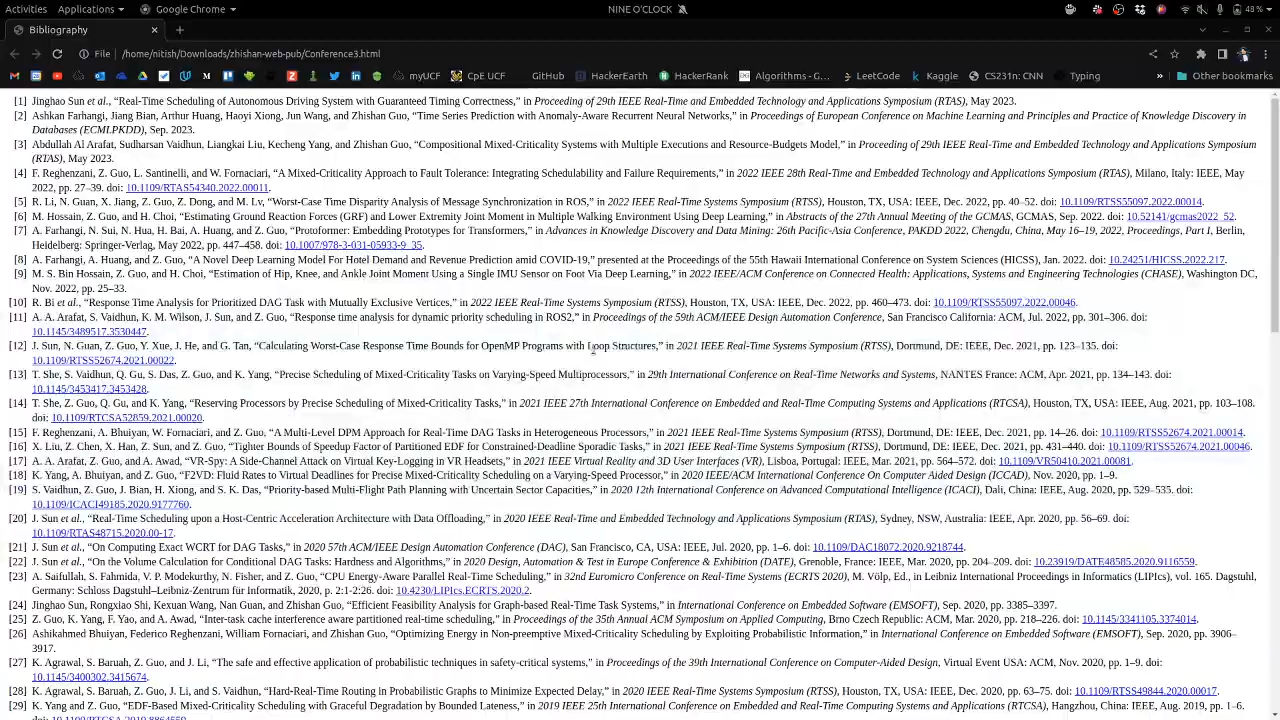 Activities Applications Google Chrome NINE O'CLOCK 48 %
Bibliography
File /home/Downloads/zhishan-web-pub/Conference3.html
myUCF UCF GitHub HackerEarth HackerRank Algorithms - Ge... LeetCode Kaggle CS231n: CNN Typing
[1] Jinghao Sun et al., “Real-Time Scheduling of Autonomous Driving System with Guaranteed Timing Correctness,” in Proceeding of 29th IEEE Real-Time and Embedded Technology and Applications Symposium (RTAS), May 2023.
[2] Ashkan Farhangi, Jiang Bian, Arthur Huang, Haoyi Xiong, Jun Wang, and Zhishan Guo, “Time Series Prediction with Anomaly-Aware Recurrent Neural Networks,” in Proceedings of European Conference on Machine Learning and Principles and Practice of Knowledge Discovery in
Databases (ECMLPKDD), Sep. 2023.
[3] Abdullah Al Arafat, Sudharsan Vaidhun, Liangkai Liu, Kecheng Yang, and Zhishan Guo, “Compositional Mixed-Criticality Systems with Multiple Executions and Resource-Budgets Model,” in Proceeding of 29th IEEE Real-Time and Embedded Technology and Applications Symposium
(RTAS), May 2023.
[4] F. Reghenzani, Z. Guo, L. Santinelli, and W. Fornaciari, “A Mixed-Criticality Approach to Fault Tolerance: Integrating Schedulability and Failure Requirements,” in 2022 IEEE 28th Real-Time and Embedded Technology and Applications Symposium (RTAS), Milano, Italy: IEEE, May
2022, pp. 27–39. doi: 10.1109/RTAS54340.2022.00011.
[5] R. Li, N. Guan, X. Jiang, Z. Guo, Z. Dong, and M. Lv, “Worst-Case Time Disparity Analysis of Message Synchronization in ROS,” in 2022 IEEE Real-Time Systems Symposium (RTSS), Houston, TX, USA: IEEE, Dec. 2022, pp. 40–52. doi: 10.1109/RTSS55097.2022.00014.
[6] M. Hossain, Z. Guo, and H. Choi, “Estimating Ground Reaction Forces (GRF) and Lower Extremity Joint Moment in Multiple Walking Environment Using Deep Learning,” in Abstracts of the 27th Annual Meeting of the GCMAS, GCMAS, Sep. 2022. doi: 10.52141/gcmas2022_52.
[7] A. Farhangi, N. Sui, N. Hua, H. Bai, A. Huang, and Z. Guo, “Protoformer: Embedding Prototypes for Transformers,” in Advances in Knowledge Discovery and Data Mining: 26th Pacific-Asia Conference, PAKDD 2022, Chengdu, China, May 16–19, 2022, Proceedings, Part I, Berlin,
Heidelberg: Springer-Verlag, May 2022, pp. 447–458. doi: 10.1007/978-3-031-05933-9_35.
[8] A. Farhangi, A. Huang, and Z. Guo, “A Novel Deep Learning Model For Hotel Demand and Revenue Prediction amid COVID-19,” presented at the Proceedings of the 55th Hawaii International Conference on System Sciences (HICSS), Jan. 2022. doi: 10.24251/HICSS.2022.217.
[9] M. S. Bin Hossain, Z. Guo, and H. Choi, “Estimation of Hip, Knee, and Ankle Joint Moment Using a Single IMU Sensor on Foot Via Deep Learning,” in 2022 IEEE/ACM Conference on Connected Health: Applications, Systems and Engineering Technologies (CHASE), Washington DC,
Nov. 2022, pp. 25–33.
[10] R. Bi et al., “Response Time Analysis for Prioritized DAG Task with Mutually Exclusive Vertices,” in 2022 IEEE Real-Time Systems Symposium (RTSS), Houston, TX, USA: IEEE, Dec. 2022, pp. 460–473. doi: 10.1109/RTSS55097.2022.00046.
[11] A. A. Arafat, S. Vaidhun, K. M. Wilson, J. Sun, and Z. Guo, “Response time analysis for dynamic priority scheduling in ROS2,” in Proceedings of the 59th ACM/IEEE Design Automation Conference, San Francisco California: ACM, Jul. 2022, pp. 301–306. doi:
10.1145/3489517.3530447.
[12] J. Sun, N. Guan, Z. Guo, Y. Xue, J. He, and G. Tan, “Calculating Worst-Case Response Time Bounds for OpenMP Programs with Loop Structures,” in 2021 IEEE Real-Time Systems Symposium (RTSS), Dortmund, DE: IEEE, Dec. 2021, pp. 123–135. doi:
10.1109/RTSS52674.2021.00022.
[13] T. She, S. Vaidhun, Q. Gu, S. Das, Z. Guo, and K. Yang, “Precise Scheduling of Mixed-Criticality Tasks on Varying-Speed Multiprocessors,” in 29th International Conference on Real-Time Networks and Systems, NANTES France: ACM, Apr. 2021, pp. 134–143. doi:
10.1145/3453417.3453428.
[14] T. She, Z. Guo, Q. Gu, and K. Yang, “Reserving Processors by Precise Scheduling of Mixed-Criticality Tasks,” in 2021 IEEE 27th International Conference on Embedded and Real-Time Computing Systems and Applications (RTCSA), Houston, TX, USA: IEEE, Aug. 2021, pp. 103–108.
doi: 10.1109/RTCSA52859.2021.00020.
[15] F. Reghenzani, A. Bhuiyan, W. Fornaciari, and Z. Guo, “A Multi-Level DPM Approach for Real-Time DAG Tasks in Heterogeneous Processors,” in 2021 IEEE Real-Time Systems Symposium (RTSS), Dortmund, DE: IEEE, Dec. 2021, pp. 14–26. doi: 10.1109/RTSS52674.2021.00014.
[16] X. Liu, Z. Chen, X. Han, Z. Sun, and Z. Guo, “Tighter Bounds of Speedup Factor of Partitioned EDF for Constrained-Deadline Sporadic Tasks,” in 2021 IEEE Real-Time Systems Symposium (RTSS), Dortmund, DE: IEEE, Dec. 2021, pp. 431–440. doi: 10.1109/RTSS52674.2021.00046.
[17] A. A. Arafat, Z. Guo, and A. Awad, “VR-Spy: A Side-Channel Attack on Virtual Key-Logging in VR Headsets,” in 2021 IEEE Virtual Reality and 3D User Interfaces (VR), Lisboa, Portugal: IEEE, Mar. 2021, pp. 564–572. doi: 10.1109/VR50410.2021.00081.
[18] K. Yang, A. Bhuiyan, and Z. Guo, “F2VD: Fluid Rates to Virtual Deadlines for Precise Mixed-Criticality Scheduling on a Varying-Speed Processor,” in IEEE/ACM International Conference On Computer Aided Design (ICCAD), Nov. 2020, pp. 1–9.
[19] S. Vaidhun, Z. Guo, J. Bian, H. Xiong, and S. K. Das, “Priority-based Multi-Flight Path Planning with Uncertain Sector Capacities,” in 2020 12th International Conference on Advanced Computational Intelligence (ICACI), Dali, China: IEEE, Aug. 2020, pp. 529–535. doi:
10.1109/ICACI49185.2020.9177760.
[20] J. Sun et al., “Real-Time Scheduling upon a Host-Centric Acceleration Architecture with Data Offloading,” in 2020 IEEE Real-Time and Embedded Technology and Applications Symposium (RTAS), Sydney, NSW, Australia: IEEE, Apr. 2020, pp. 56–69. doi:
10.1109/RTAS48715.2020.00-17.
[21] J. Sun et al., “On Computing Exact WCRT for DAG Tasks,” in 2020 57th ACM/IEEE Design Automation Conference (DAC), San Francisco, CA, USA: IEEE, Jul. 2020, pp. 1–6. doi: 10.1109/DAC18072.2020.9218744.
[22] J. Sun et al., “On the Volume Calculation for Conditional DAG Tasks: Hardness and Algorithms,” in 2020 Design, Automation & Test in Europe Conference & Exhibition (DATE), Grenoble, France: IEEE, Mar. 2020, pp. 204–209. doi: 10.23919/DATE48585.2020.9116559.
[23] A. Saifullah, S. Fahmida, V. P. Modekurthy, N. Fisher, and Z. Guo, “CPU Energy-Aware Parallel Real-Time Scheduling,” in 32nd Euromicro Conference on Real-Time Systems (ECRTS 2020), M. Völp, Ed., in Leibniz International Proceedings in Informatics (LIPIcs), vol. 165. Dagstuhl,
Germany: Schloss Dagstuhl–Leibniz-Zentrum für Informatik, 2020, p. 2:1-2:26. doi: 10.4230/LIPIcs.ECRTS.2020.2.
[24] Jinghao Sun, Rongxiao Shi, Kexuan Wang, Nan Guan, and Zhishan Guo, “Efficient Feasibility Analysis for Graph-based Real-Time Task Systems,” in International Conference on Embedded Software (EMSOFT), Sep. 2020, pp. 3385–3397.
[25] Z. Guo, K. Yang, F. Yao, and A. Awad, “Inter-task cache interference aware partitioned real-time scheduling,” in Proceedings of the 35th Annual ACM Symposium on Applied Computing, Brno Czech Republic: ACM, Mar. 2020, pp. 218–226. doi: 10.1145/3341105.3374014.
[26] Ashikahmed Bhuiyan, Federico Reghenzani, William Fornaciari, and Zhishan Guo, “Optimizing Energy in Non-preemptive Mixed-Criticality Scheduling by Exploiting Probabilistic Information,” in International Conference on Embedded Software (EMSOFT), Sep. 2020, pp. 3906–
3917.
[27] K. Agrawal, S. Baruah, Z. Guo, and J. Li, “The safe and effective application of probabilistic techniques in safety-critical systems,” in Proceedings of the 39th International Conference on Computer-Aided Design, Virtual Event USA: ACM, Nov. 2020, pp. 1–9. doi:
10.1145/3400302.3415674.
[28] K. Agrawal, S. Baruah, Z. Guo, J. Li, and S. Vaidhun, “Hard-Real-Time Routing in Probabilistic Graphs to Minimize Expected Delay,” in 2020 IEEE Real-Time Systems Symposium (RTSS), Houston, TX, USA: IEEE, Dec. 2020, pp. 63–75. doi: 10.1109/RTSS49844.2020.00017.
[29] K. Yang and Z. Guo, “EDF-Based Mixed-Criticality Scheduling with Graceful Degradation by Bounded Lateness,” in 2019 IEEE 25th International Conference on Embedded and Real-Time Computing Systems and Applications (RTCSA), Hangzhou, China: IEEE, Aug. 2019, pp. 1–6.
doi: 10.1109/RTCSA.2019.8864559.